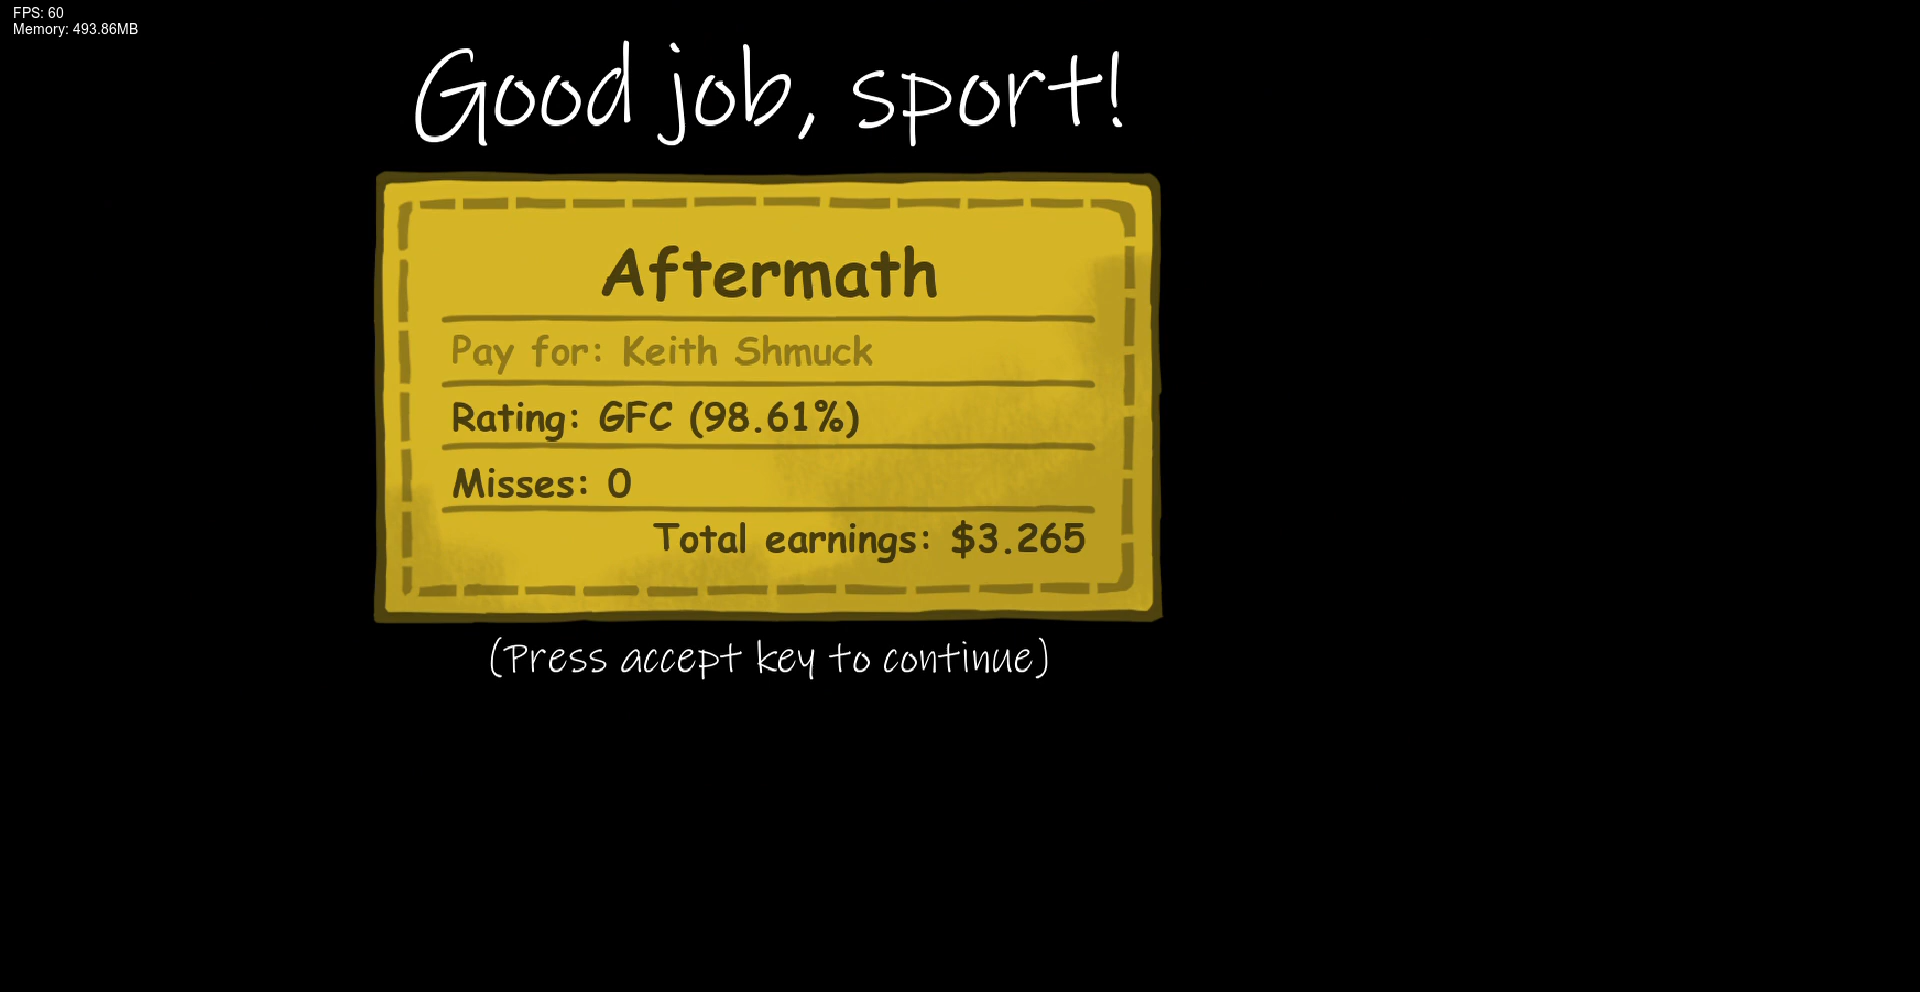 FPS: 60
Memory: 493.86MB
Good job, sport!
Aftermath
Pay for: Keith Shmuck
Rating: GFC (98.61%)
Misses: 0
Total earnings: $3.265
(Press accept key to continue)